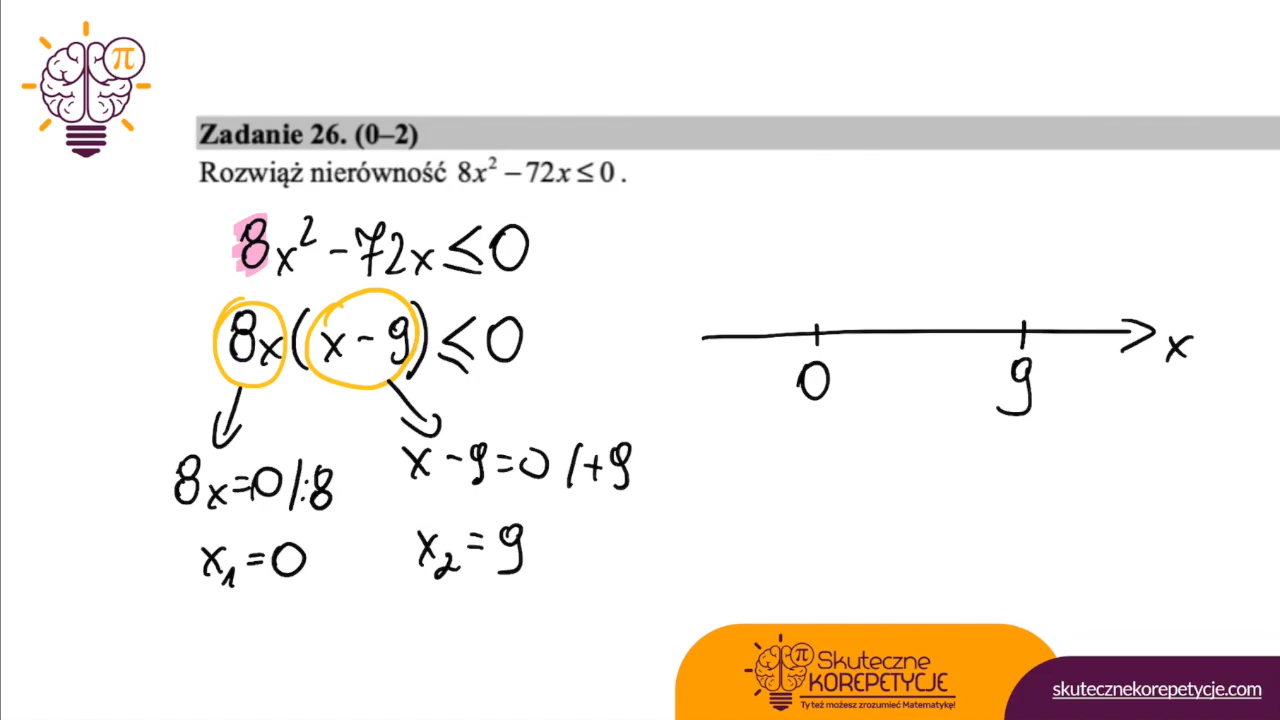 π
Zadanie 26. (0–2)
Rozwiąż nierówność 8x² – 72x ≤ 0 .
8x² - 72x ≤ 0
8x(x - 9) ≤ 0
8x=0/:8
x - 9=0 /+9
x₁=0
x₂=9
0 9 x
π
Skuteczne
KOREPETYCJE
Ty też możesz zrozumieć Matematykę!
skutecznekorepetycje.com